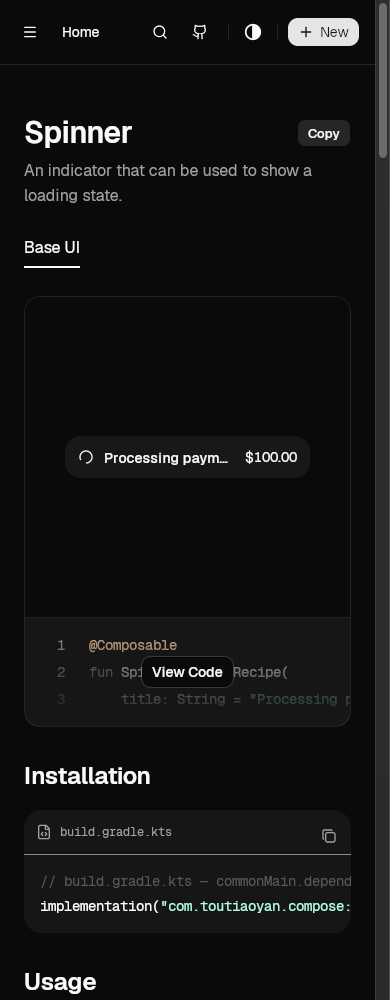 Home
New
Spinner
Copy
An indicator that can be used to show a
loading state.
Base UI
Processing paym...
$100.00
1 @Composable
2 fun Spi View Code Recipe(
3 title: String = "Processing p
Installation
build.gradle.kts
// build.gradle.kts — commonMain.depend
implementation("com.toutiaoyan.compose:
Usage